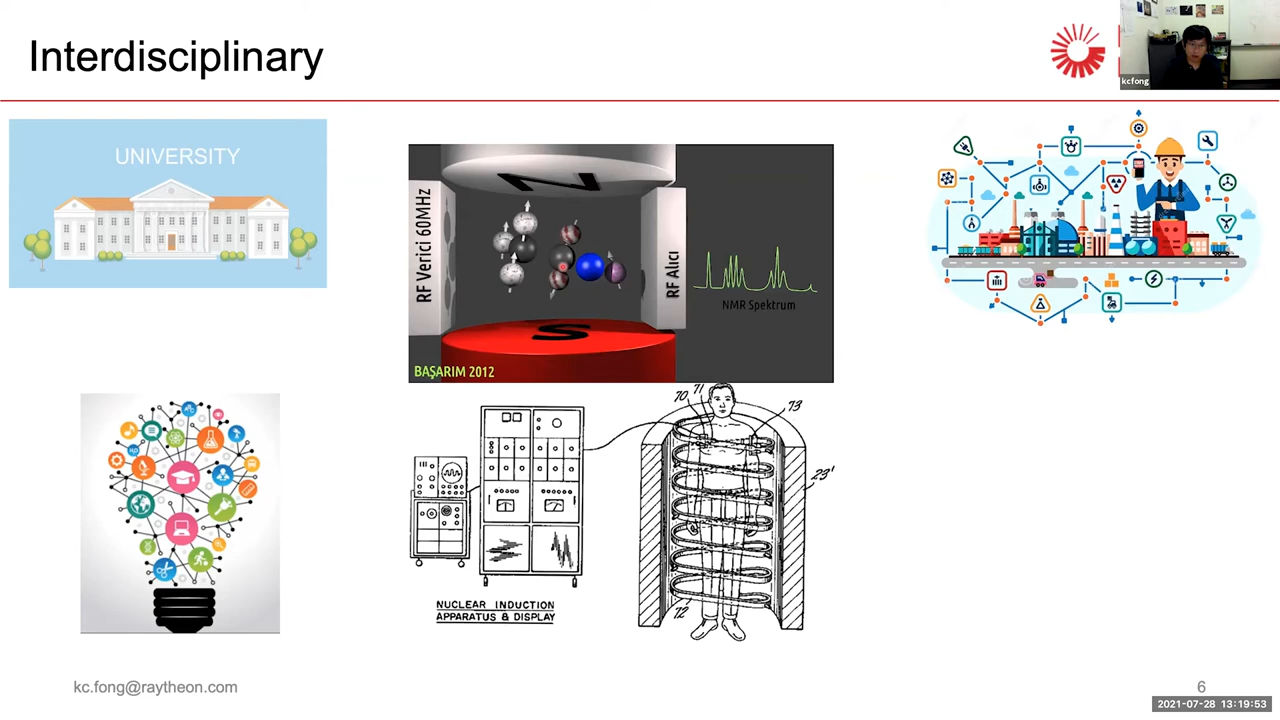 Interdisciplinary
kcfong
UNIVERSITY
RF Verici 60MHz
N
S
RF Alıcı
NMR Spektrum
BAŞARIM 2012
70
71
73
23'
72
NUCLEAR INDUCTION
APPARATUS & DISPLAY
kc.fong@raytheon.com
6
2021-07-28 13:19:53